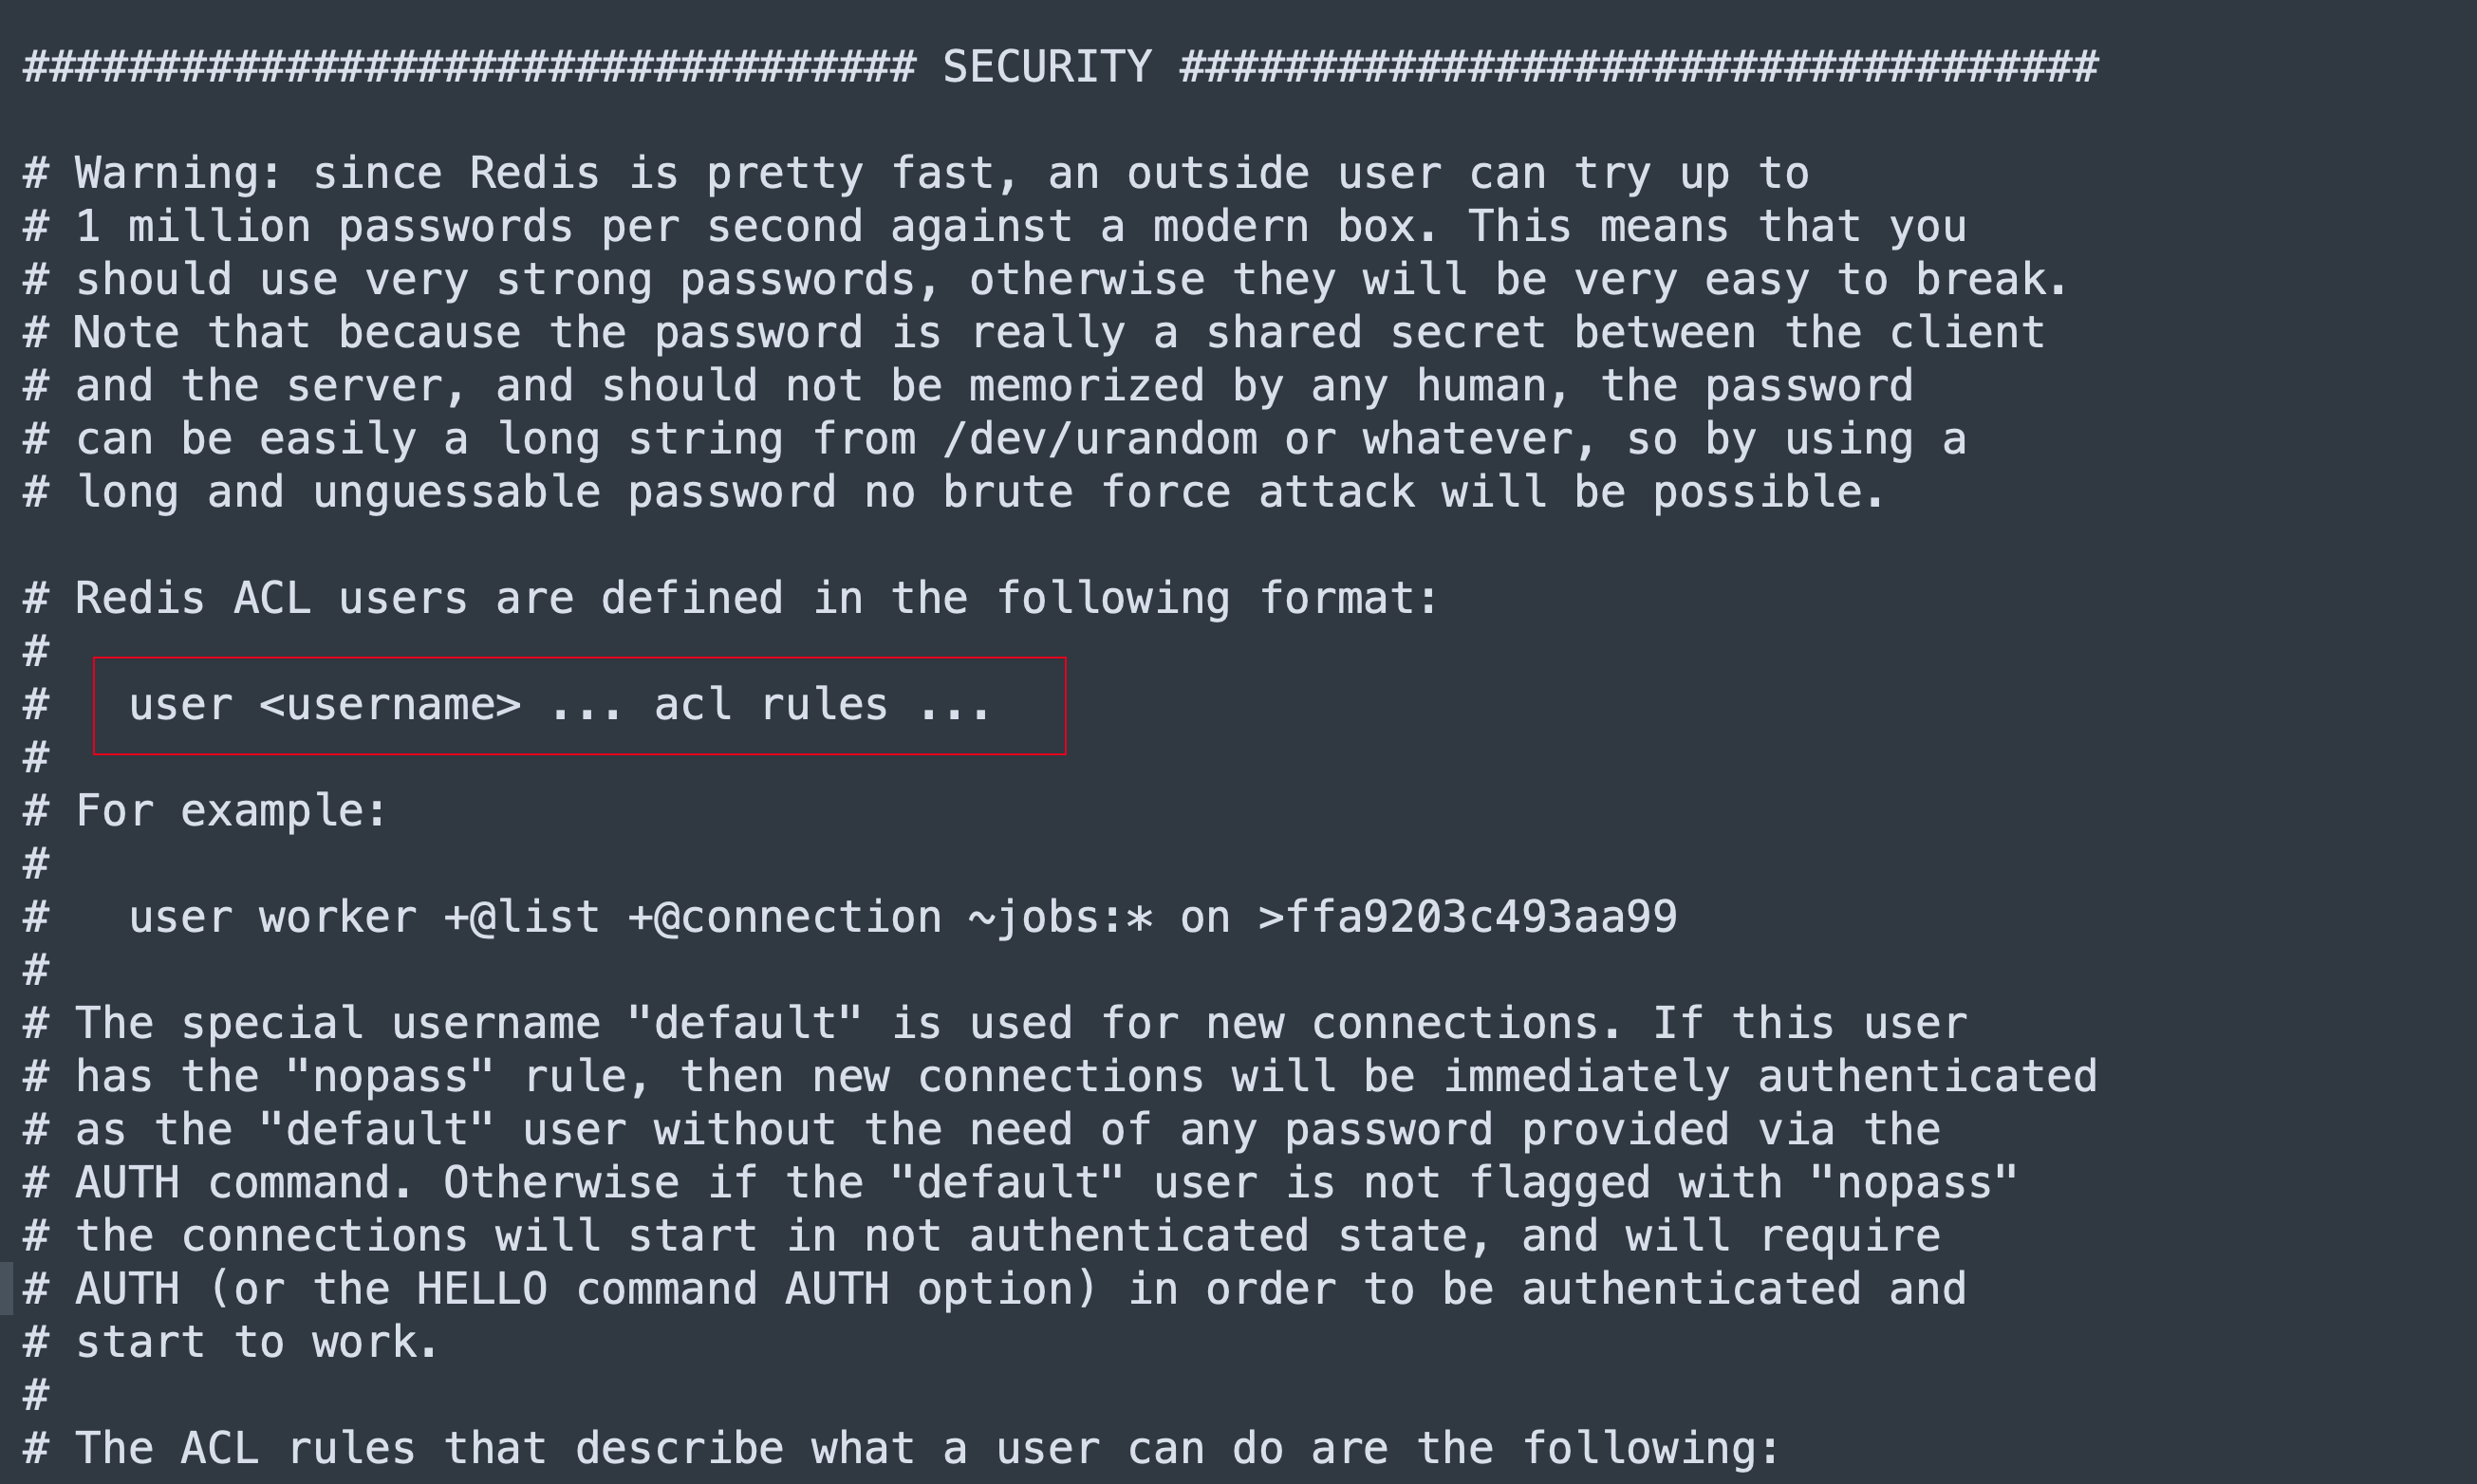 ################################## SECURITY ###################################
# Warning: since Redis is pretty fast, an outside user can try up to
# 1 million passwords per second against a modern box. This means that you
# should use very strong passwords, otherwise they will be very easy to break.
# Note that because the password is really a shared secret between the client
# and the server, and should not be memorized by any human, the password
# can be easily a long string from /dev/urandom or whatever, so by using a
# long and unguessable password no brute force attack will be possible.
# Redis ACL users are defined in the following format:
#
#   user <username> ... acl rules ...
#
# For example:
#
#   user worker +@list +@connection ~jobs:* on >ffa9203c493aa99
#
# The special username "default" is used for new connections. If this user
# has the "nopass" rule, then new connections will be immediately authenticated
# as the "default" user without the need of any password provided via the
# AUTH command. Otherwise if the "default" user is not flagged with "nopass"
# the connections will start in not authenticated state, and will require
# AUTH (or the HELLO command AUTH option) in order to be authenticated and
# start to work.
#
# The ACL rules that describe what a user can do are the following: